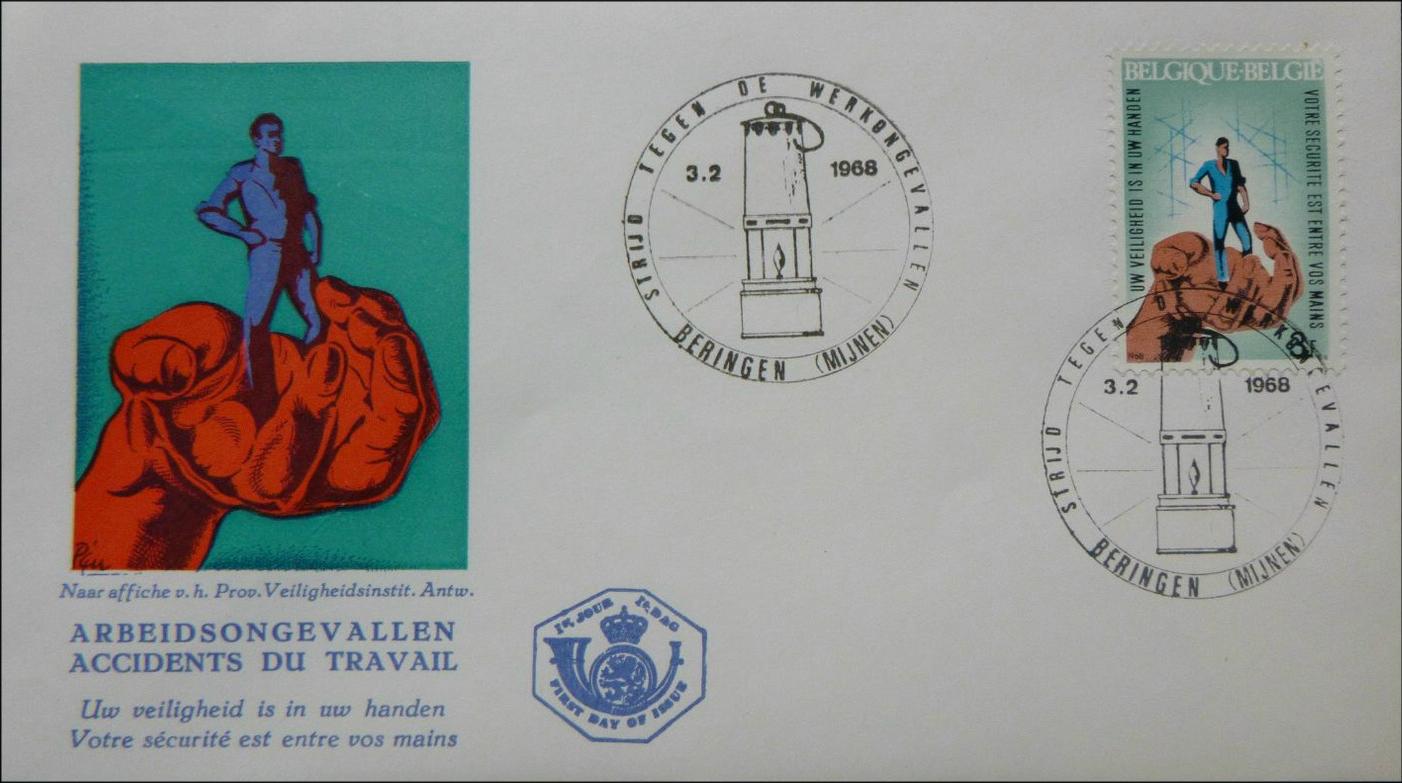 Naar affiche v. h. Prov. Veiligheidsinstit. Antw.
ARBEIDSONGEVALLEN
ACCIDENTS DU TRAVAIL
Uw veiligheid is in uw handen
Votre sécurité est entre vos mains
STRIJD TEGEN DE WERKONGEVALLEN
3.2 1968
BERINGEN (MIJNEN)
1E JOUR 1E DAG
FIRST DAY OF ISSUE
BELGIQUE-BELGIË
UW VEILIGHEID IS IN UW HANDEN
VOTRE SECURITE EST ENTRE VOS MAINS
1968
STRIJD TEGEN DE WERKONGEVALLEN
3.2 1968
BERINGEN (MIJNEN)